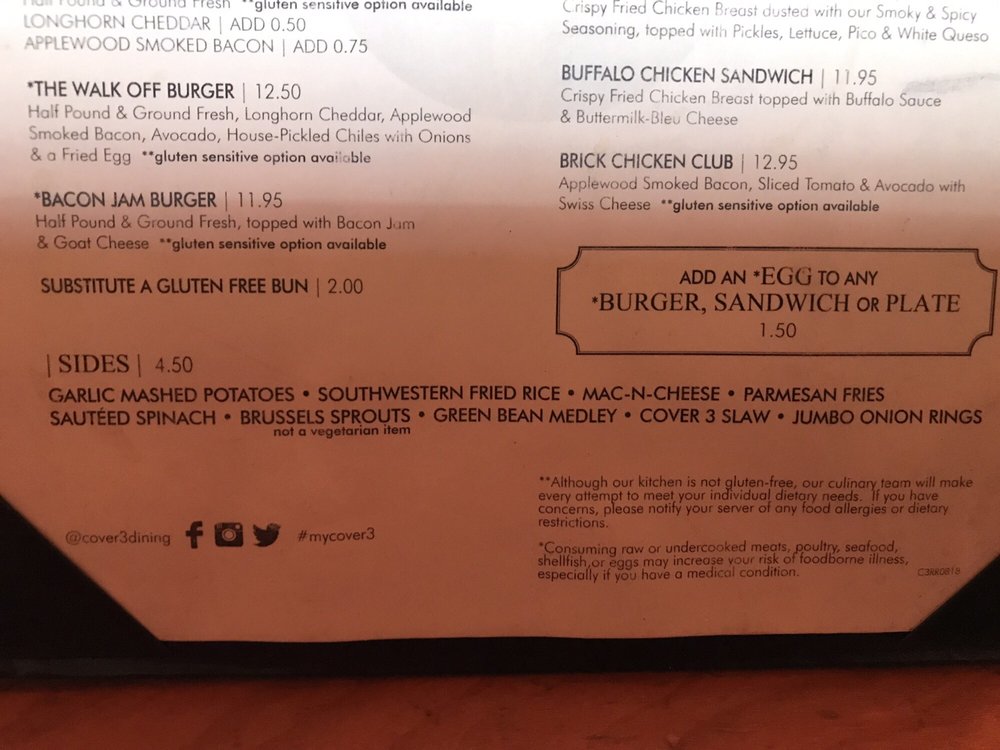 Half Pound & Ground Fresh **gluten sensitive option available
LONGHORN CHEDDAR | ADD 0.50
APPLEWOOD SMOKED BACON | ADD 0.75
*THE WALK OFF BURGER | 12.50
Half Pound & Ground Fresh, Longhorn Cheddar, Applewood
Smoked Bacon, Avocado, House-Pickled Chiles with Onions
& a Fried Egg **gluten sensitive option available
*BACON JAM BURGER | 11.95
Half Pound & Ground Fresh, topped with Bacon Jam
& Goat Cheese **gluten sensitive option available
SUBSTITUTE A GLUTEN FREE BUN | 2.00
Crispy Fried Chicken Breast dusted with our Smoky & Spicy
Seasoning, topped with Pickles, Lettuce, Pico & White Queso
BUFFALO CHICKEN SANDWICH | 11.95
Crispy Fried Chicken Breast topped with Buffalo Sauce
& Buttermilk-Bleu Cheese
BRICK CHICKEN CLUB | 12.95
Applewood Smoked Bacon, Sliced Tomato & Avocado with
Swiss Cheese **gluten sensitive option available
ADD AN *EGG TO ANY
*BURGER, SANDWICH OR PLATE
1.50
| SIDES | 4.50
GARLIC MASHED POTATOES • SOUTHWESTERN FRIED RICE • MAC-N-CHEESE • PARMESAN FRIES
SAUTÉED SPINACH • BRUSSELS SPROUTS • GREEN BEAN MEDLEY • COVER 3 SLAW • JUMBO ONION RINGS
not a vegetarian item
**Although our kitchen is not gluten-free, our culinary team will make
every attempt to meet your individual dietary needs. If you have
concerns, please notify your server of any food allergies or dietary
restrictions.
*Consuming raw or undercooked meats, poultry, seafood,
shellfish,or eggs may increase your risk of foodborne illness,
especially if you have a medical condition.
C3RR0818
@cover3dining #mycover3